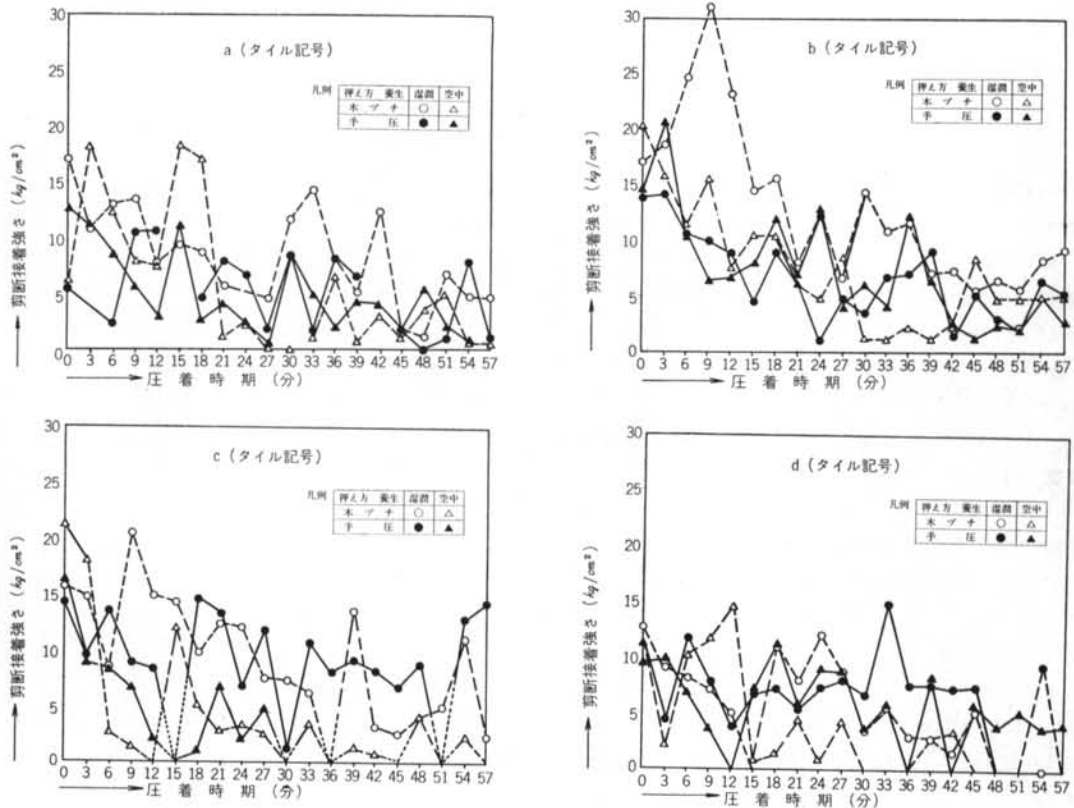 30
a (タイル記号)
凡例 押え方 養生 湿潤 空中
木ヅチ ○ △
手圧 ● ▲
25
20
15
10
5
0
剪断接着強さ (kg/cm²)
0 3 6 9 12 15 18 21 24 27 30 33 36 39 42 45 48 51 54 57
圧着時期 (分)
30
b (タイル記号)
凡例 押え方 養生 湿潤 空中
木ヅチ ○ △
手圧 ● ▲
25
20
15
10
5
0
剪断接着強さ (kg/cm²)
0 3 6 9 12 15 18 21 24 27 30 33 36 39 42 45 48 51 54 57
圧着時期 (分)
30
c (タイル記号)
凡例 押え方 養生 湿潤 空中
木ヅチ ○ △
手圧 ● ▲
25
20
15
10
5
0
剪断接着強さ (kg/cm²)
0 3 6 9 12 15 18 21 24 27 30 33 36 39 42 45 48 51 54 57
圧着時期 (分)
30
d (タイル記号)
凡例 押え方 養生 湿潤 空中
木ヅチ ○ △
手圧 ● ▲
25
20
15
10
5
0
剪断接着強さ (kg/cm²)
0 3 6 9 12 15 18 21 24 27 30 33 36 39 42 45 48 51 54 57
圧着時期 (分)